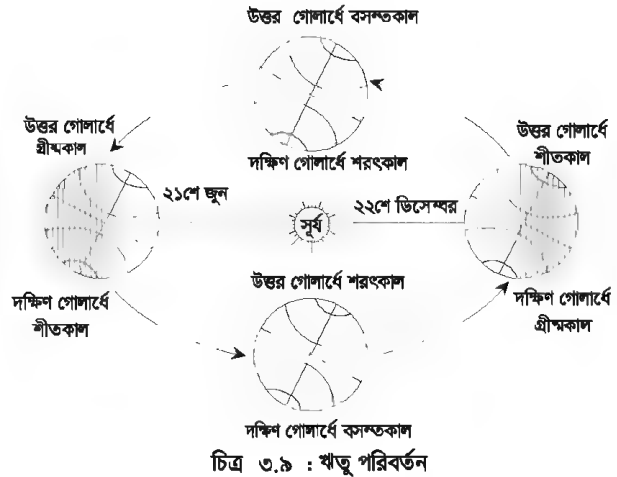 উত্তর গোলার্ধে বসন্তকাল
দক্ষিণ গোলার্ধে শরৎকাল
উত্তর গোলার্ধে
গ্রীষ্মকাল
২১শে জুন
দক্ষিণ গোলার্ধে
শীতকাল
সূর্য
২২শে ডিসেম্বর
উত্তর গোলার্ধে
শীতকাল
দক্ষিণ গোলার্ধে
গ্রীষ্মকাল
উত্তর গোলার্ধে শরৎকাল
দক্ষিণ গোলার্ধে বসন্তকাল
চিত্র ৩.৯ : ঋতু পরিবর্তন